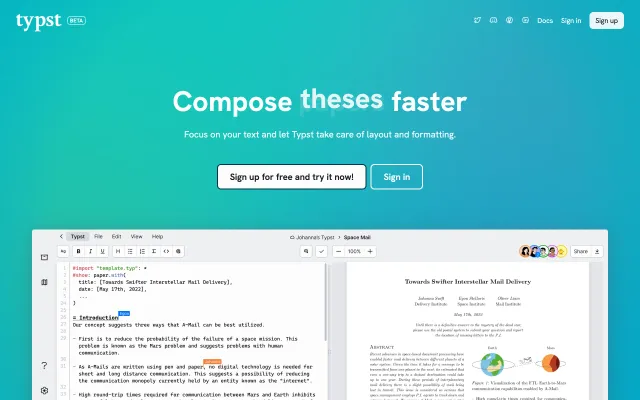 typst BETA
Docs Sign in Sign up
Compose theses faster
Focus on your text and let Typst take care of layout and formatting.
Sign up for free and try it now!
Sign in
Typst File Edit View Help
Johanna's Typst › Space Mail
B I U H
100%
Share
1 #import "template.typ": *
2 #show: paper.with(
3 title: [Towards Swifter Interstellar Mail Delivery],
4 date: [May 17th, 2022],
5 ...
= Introduction
Our concept suggests three ways that A-Mail can be best utilized.
- First is to reduce the probability of the failure of a space mission. This
problem is known as the Mars problem and suggests problems with human
communication.
- As A-Mails are written using pen and paper, no digital technology is needed for
short and long distance communication. This suggests a possibility of reducing
the communication monopoly currently held by an entity known as the "internet".
- High round-trip times required for communication between Mars and Earth inhibits
Towards Swifter Interstellar Mail Delivery
Johanna Swift
Delivery Institute
Egon
Institute
Oliver
Mail Institute
May 17th, 2022
Abstract
Earth
Mars
Figure 1: Visualization of the FTL Earth-to-Mars
communication capability enabled by A-Mail